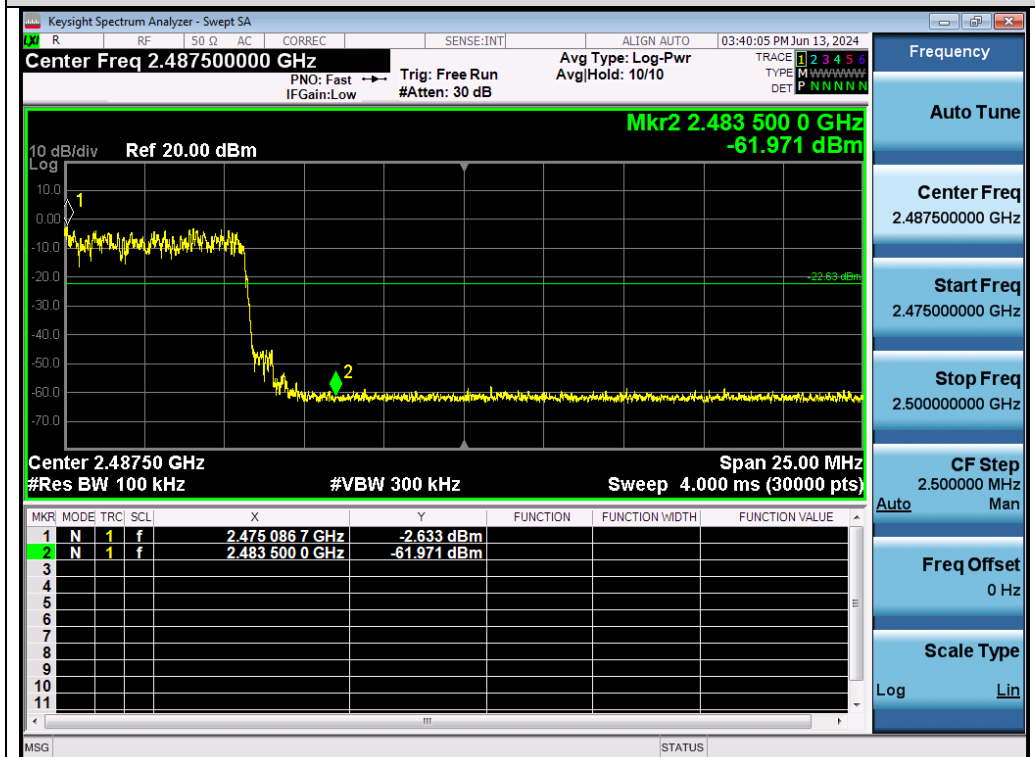 Keysight Spectrum Analyzer - Swept SA
LXI R RF 50 Ω AC CORREC SENSE:INT ALIGN AUTO 03:40:05 PM Jun 13, 2024
Center Freq 2.487500000 GHz
PNO: Fast
IFGain:Low
Trig: Free Run
#Atten: 30 dB
Avg Type: Log-Pwr
Avg|Hold: 10/10
TRACE 1 2 3 4 5 6
TYPE M WWWWW
DET P N N N N N
Mkr2 2.483 500 0 GHz
-61.971 dBm
10 dB/div Ref 20.00 dBm
Log
10.0
0.00
-10.0
-20.0
-30.0
-40.0
-50.0
-60.0
-70.0
1
2
-22.63 dBm
Center 2.48750 GHz Span 25.00 MHz
#Res BW 100 kHz #VBW 300 kHz Sweep 4.000 ms (30000 pts)
MKR MODE TRC SCL X Y FUNCTION FUNCTION WIDTH FUNCTION VALUE
1 N 1 f 2.475 086 7 GHz -2.633 dBm
2 N 1 f 2.483 500 0 GHz -61.971 dBm
3
4
5
6
7
8
9
10
11
MSG STATUS
Frequency
Auto Tune
Center Freq
2.487500000 GHz
Start Freq
2.475000000 GHz
Stop Freq
2.500000000 GHz
CF Step
2.500000 MHz
Auto Man
Freq Offset
0 Hz
Scale Type
Log Lin